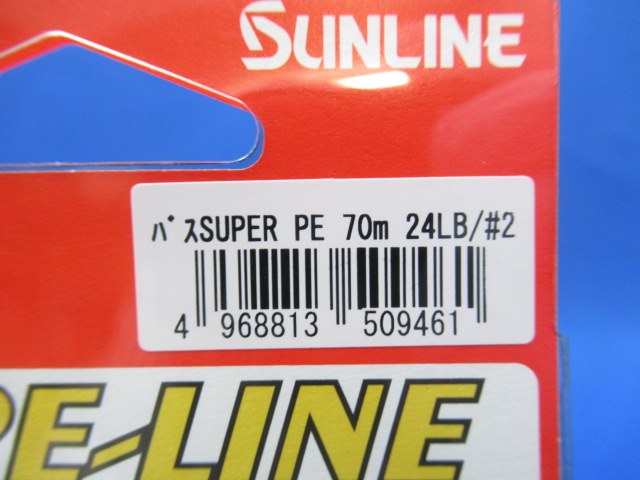 SUNLINE
バスSUPER PE 70m 24LB/#2
4 968813 509461
PE-LINE